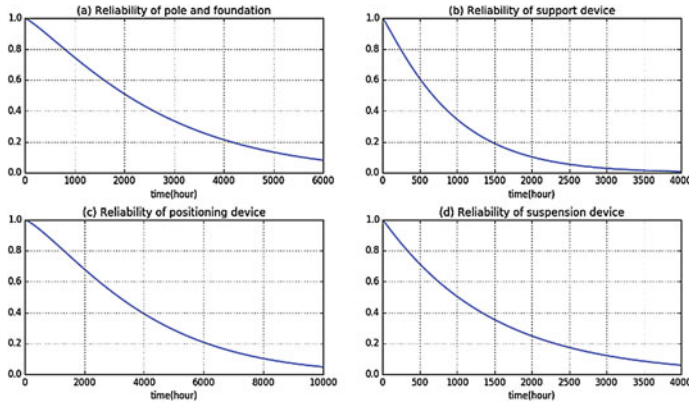 (a) Reliability of pole and foundation
1.0
0.8
0.6
0.4
0.2
0.0
0 1000 2000 3000 4000 5000 6000
time(hour)
(b) Reliability of support device
1.0
0.8
0.6
0.4
0.2
0.0
0 500 1000 1500 2000 2500 3000 3500 4000
time(hour)
(c) Reliability of positioning device
1.0
0.8
0.6
0.4
0.2
0.0
0 2000 4000 6000 8000 10000
time(hour)
(d) Reliability of suspension device
1.0
0.8
0.6
0.4
0.2
0.0
0 500 1000 1500 2000 2500 3000 3500 4000
time(hour)